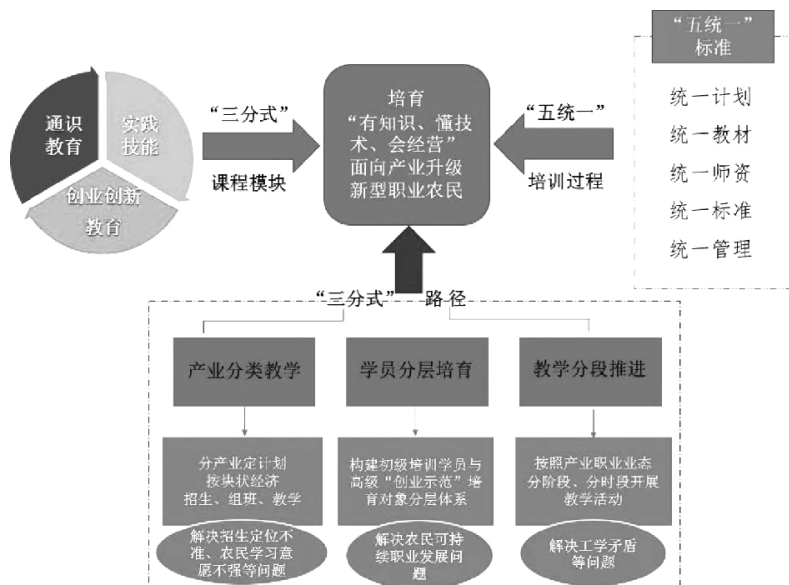 “五统一”
标准
统一计划
统一教材
统一师资
统一标准
统一管理
通识
教育
实践
技能
创业创新
教育
“三分式”
课程模块
培育
“有知识、懂技
术、会经营”
面向产业升级
新型职业农民
“五统一”
培训过程
“三分式” 路径
产业分类教学
学员分层培育
教学分段推进
分产业定计划
按块状经济
招生、组班、教学
构建初级培训学员与
高级“创业示范”培
育对象分层体系
按照产业职业业态
分阶段、分时段开展
教学活动
解决招生定位不
准、农民学习意
愿不强等问题
解决农民可持
续职业发展问
题
解决工学矛盾
等问题